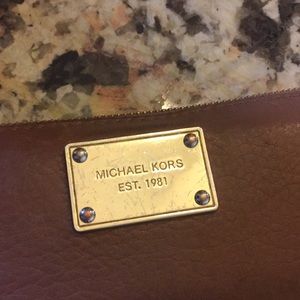 MICHAEL KORS
EST. 1981